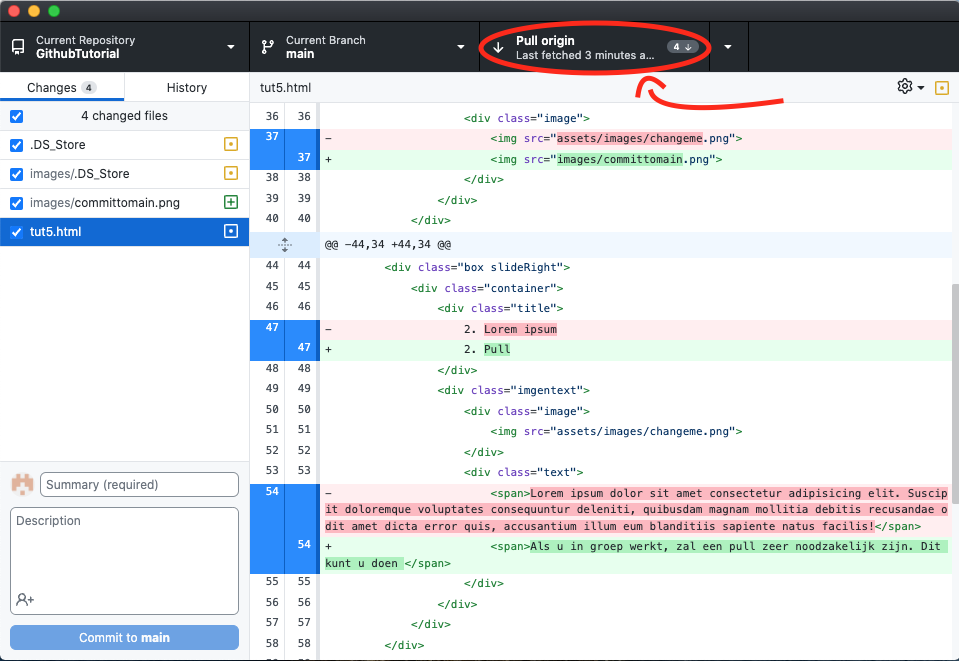 Current Repository
GithubTutorial
Current Branch
main
Pull origin
Last fetched 3 minutes a...
4
Changes 4
History
tut5.html
4 changed files
.DS_Store
images/.DS_Store
images/committomain.png
tut5.html
36 36 <div class="image">
37 - <img src="assets/images/changeme.png">
37 + <img src="images/committomain.png">
38 38 </div>
39 39 </div>
40 40 </div>
@@ -44,34 +44,34 @@
44 44 <div class="box slideRight">
45 45 <div class="container">
46 46 <div class="title">
47 - 2. Lorem ipsum
47 + 2. Pull
48 48 </div>
49 49 <div class="imgentext">
50 50 <div class="image">
51 51 <img src="assets/images/changeme.png">
52 52 </div>
53 53 <div class="text">
54 - <span>Lorem ipsum dolor sit amet consectetur adipisicing elit. Suscip
it doloremque voluptates consequuntur deleniti, quibusdam magnam mollitia debitis recusandae o
dit amet dicta error quis, accusantium illum eum blanditiis sapiente natus facilis!</span>
54 + <span>Als u in groep werkt, zal een pull zeer noodzakelijk zijn. Dit
kunt u doen </span>
55 55 </div>
56 56 </div>
57 57 </div>
58 58 </div>
Summary (required)
Description
Commit to main